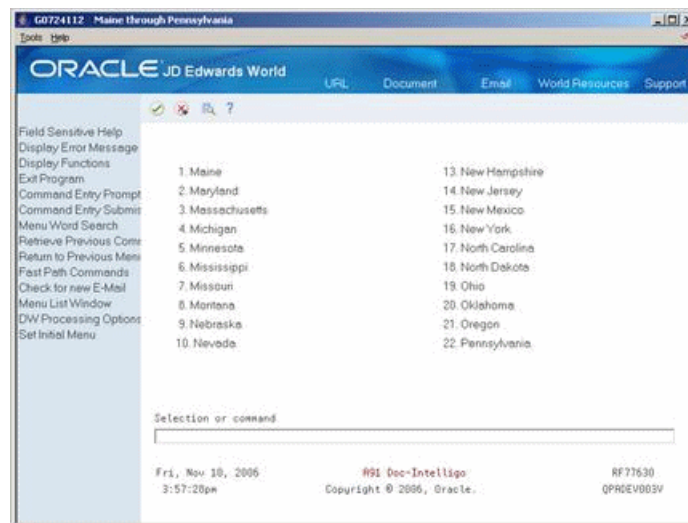 G0724112 Maine through Pennsylvania
Tools Help
ORACLE JD Edwards World
URL Document Email World Resources Support
Field Sensitive Help
Display Error Message
Display Functions
Exit Program
Command Entry Prompt
Command Entry Submis
Menu Word Search
Retrieve Previous Com
Return to Previous Men
Fast Path Commands
Check for new E-Mail
Menu List Window
DW Processing Options
Set Initial Menu
1. Maine
2. Maryland
3. Massachusetts
4. Michigan
5. Minnesota
6. Mississippi
7. Missouri
8. Montana
9. Nebraska
10. Nevada
13. New Hampshire
14. New Jersey
15. New Mexico
16. New York
17. North Carolina
18. North Dakota
19. Ohio
20. Oklahoma
21. Oregon
22. Pennsylvania
Selection or command
Fri, Nov 10, 2006 A91 Doc-Intelligo RF77630
3:57:28pm Copyright © 2006, Oracle. QPADEV003V